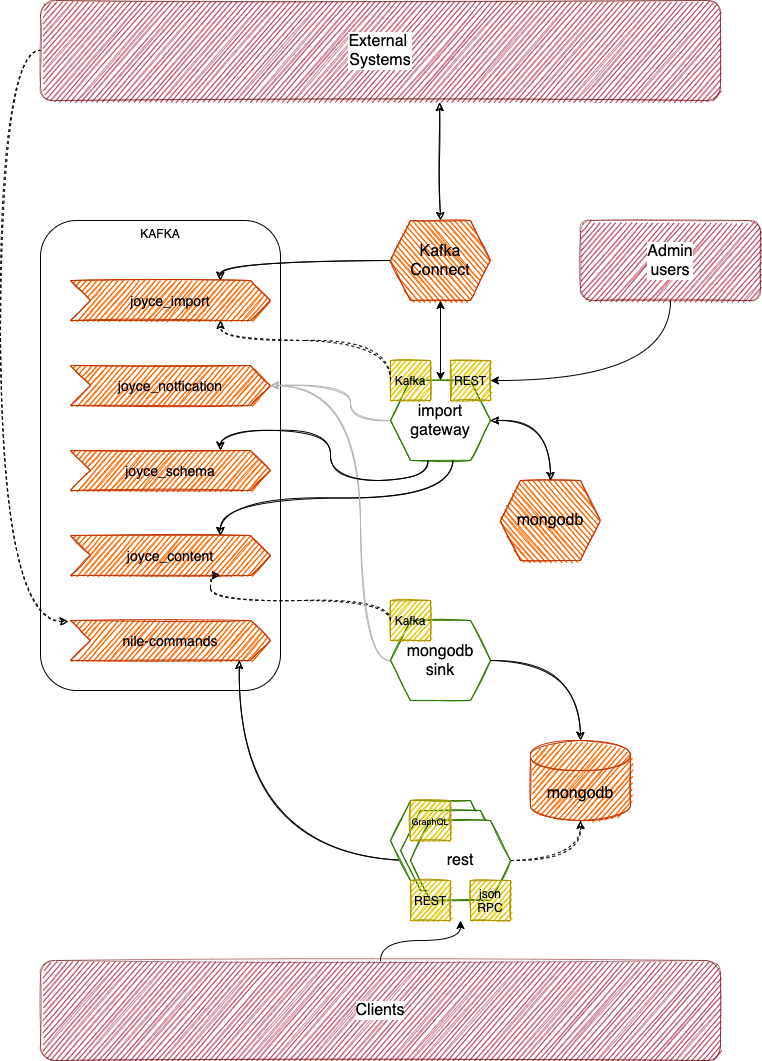 External
Systems
KAFKA
Kafka
Connect
Admin
users
joyce_import
Kafka
REST
joyce_notfication
import
gateway
joyce_schema
mongodb
joyce_content
Kafka
nile-commands
mongodb
sink
mongodb
GraphQL
rest
REST
json
RPC
Clients